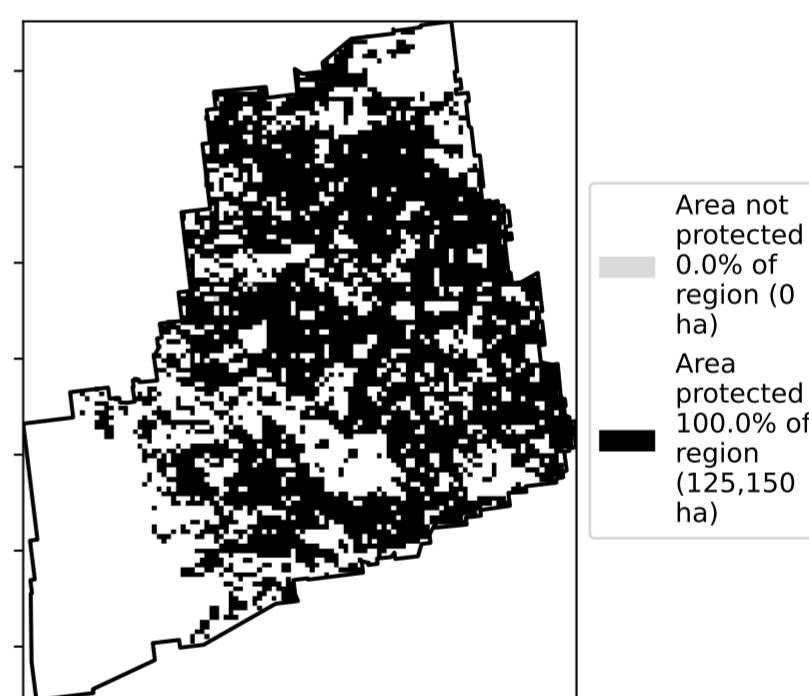 Area not
protected
0.0% of
region (0
ha)
Area
protected
100.0% of
region
(125,150
ha)